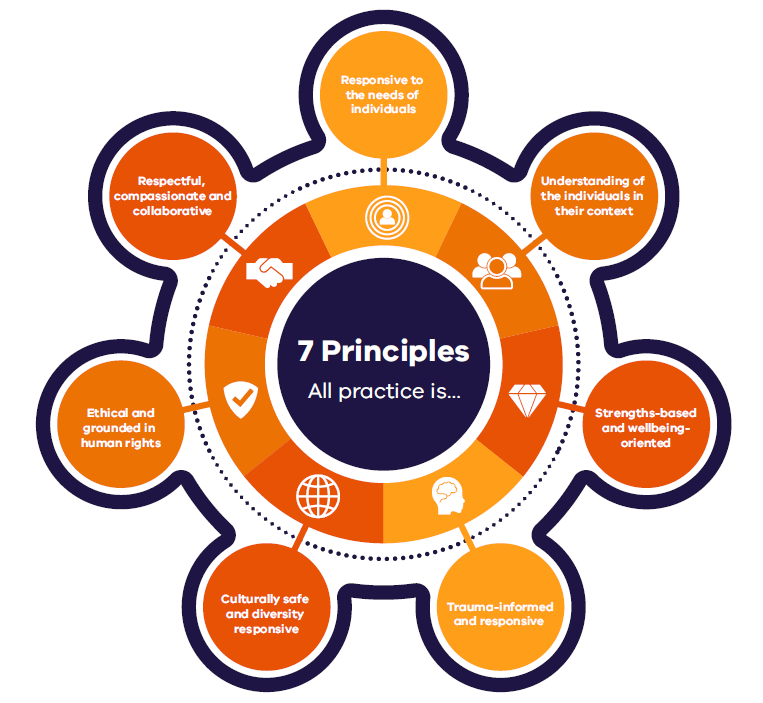 7 Principles
All practice is...
Responsive to
the needs of
individuals
Understanding of
the individuals in
their context
Strengths-based
and wellbeing-
oriented
Trauma-informed
and responsive
Culturally safe
and diversity
responsive
Ethical and
grounded in
human rights
Respectful,
compassionate and
collaborative